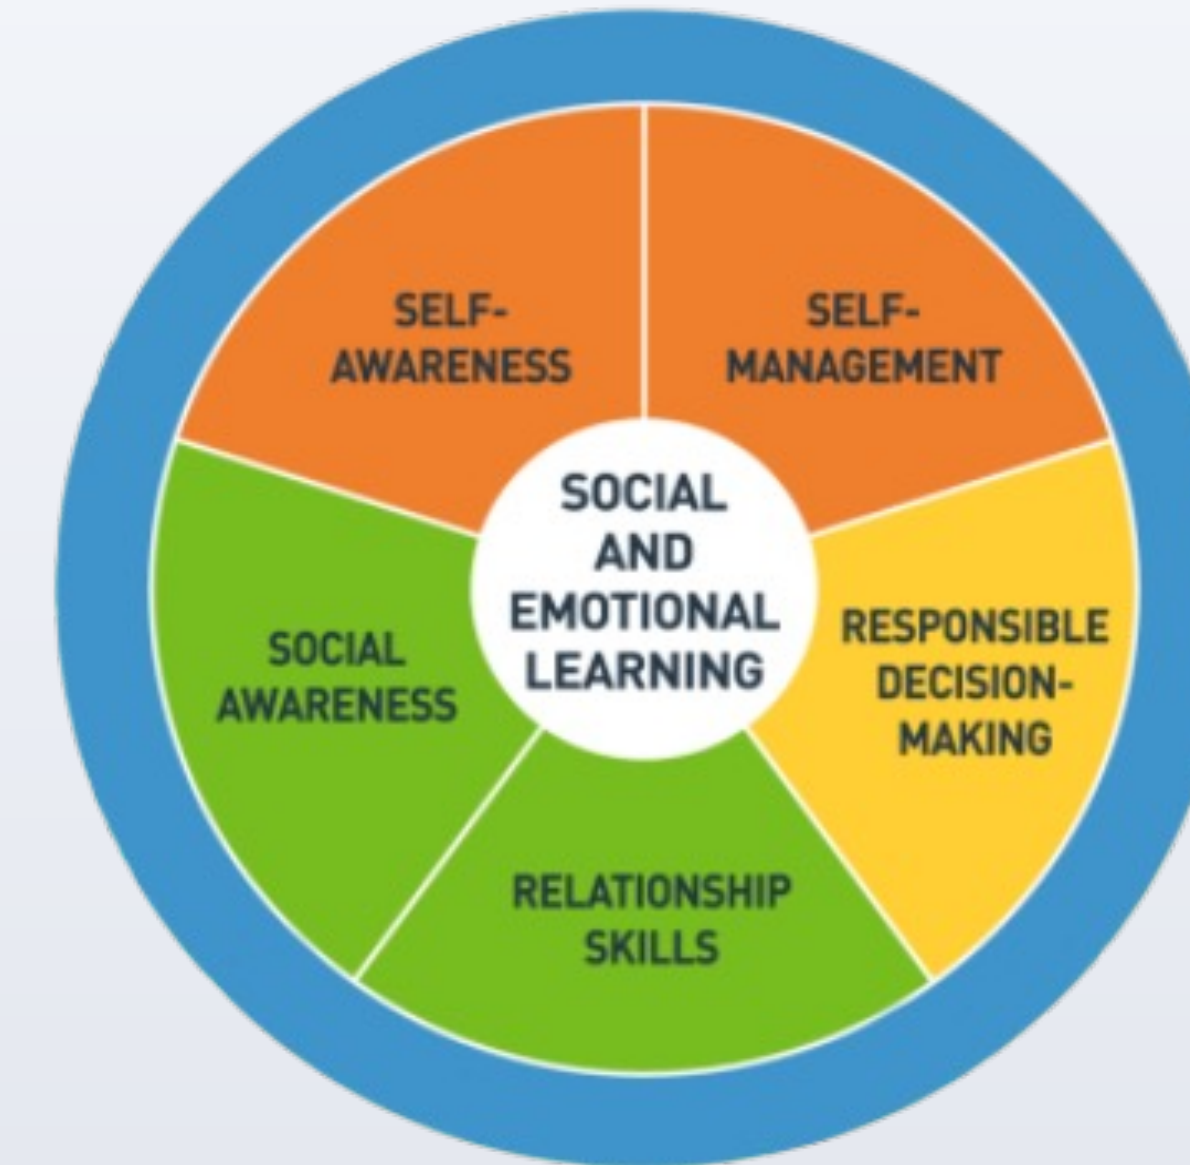 SELF-
AWARENESS
SELF-
MANAGEMENT
SOCIAL
AND
EMOTIONAL
LEARNING
SOCIAL
AWARENESS
RESPONSIBLE
DECISION-
MAKING
RELATIONSHIP
SKILLS